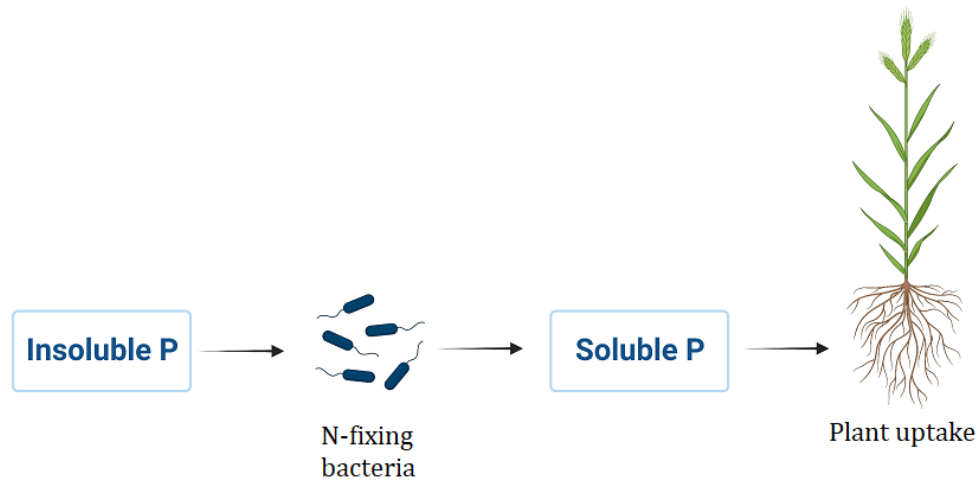 Insoluble P
N-fixing
bacteria
Soluble P
Plant uptake